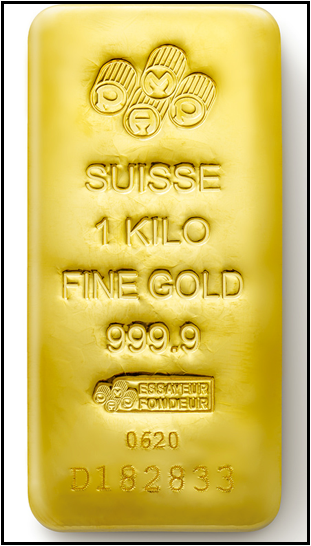 P M A P
SUISSE
1 KILO
FINE GOLD
999.9
ESSAYEUR
FONDEUR
0620
D182833